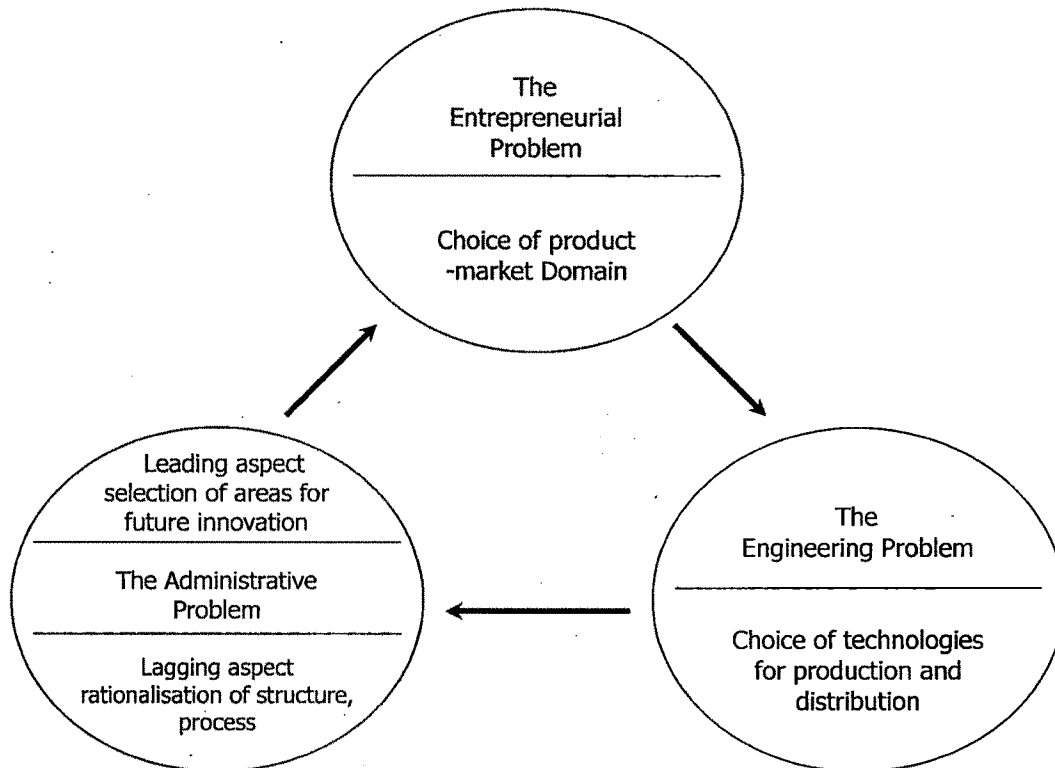 The
Entrepreneurial
Problem
Choice of product
-market Domain
Leading aspect
selection of areas for
future innovation
The Administrative
Problem
Lagging aspect
rationalisation of structure,
process
The
Engineering Problem
Choice of technologies
for production and
distribution